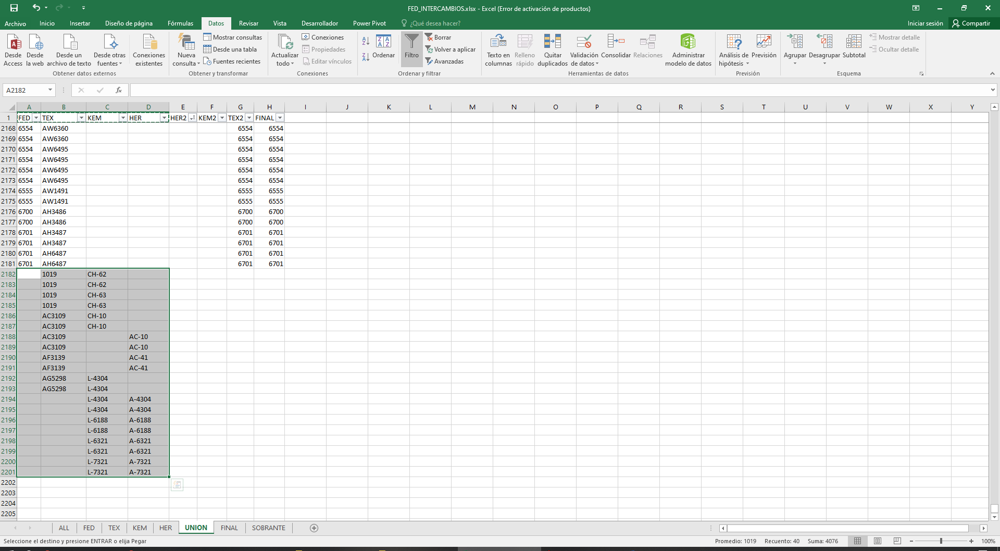 FED_INTERCAMBIOS.xlsx - Excel (Error de activación de productos)
Archivo Inicio Insertar Diseño de página Fórmulas Datos Revisar Vista Desarrollador Power Pivot ¿Qué desea hacer? Iniciar sesión Compartir
Desde Access Desde la web Desde un archivo de texto Desde otras fuentes Conexiones existentes
Obtener datos externos
Nueva consulta Mostrar consultas Desde una tabla Fuentes recientes
Obtener y transformar
Actualizar todo Conexiones Propiedades Editar vínculos
Conexiones
Ordenar Filtro Borrar Volver a aplicar Avanzadas
Ordenar y filtrar
Texto en columnas Relleno rápido Quitar duplicados Validación de datos Consolidar Relaciones Administrar modelo de datos
Herramientas de datos
Análisis de hipótesis Previsión
Previsión
Agrupar Desagrupar Subtotal Mostrar detalle Ocultar detalle
Esquema
A2182 fx
A B C D E F G H I J K L M N O P Q R S T U V W X Y
1 FED TEX KEM HER HER2 KEM2 TEX2 FINAL
2168 6554 AW6360 6554 6554
2169 6554 AW6360 6554 6554
2170 6554 AW6495 6554 6554
2171 6554 AW6495 6554 6554
2172 6554 AW6495 6554 6554
2173 6554 AW6495 6554 6554
2174 6555 AW1491 6555 6555
2175 6555 AW1491 6555 6555
2176 6700 AH3486 6700 6700
2177 6700 AH3486 6700 6700
2178 6701 AH3487 6701 6701
2179 6701 AH3487 6701 6701
2180 6701 AH6487 6701 6701
2181 6701 AH6487 6701 6701
2182 1019 CH-62
2183 1019 CH-62
2184 1019 CH-63
2185 1019 CH-63
2186 AC3109 CH-10
2187 AC3109 CH-10
2188 AC3109 AC-10
2189 AC3109 AC-10
2190 AF3139 AC-41
2191 AF3139 AC-41
2192 AG5298 L-4304
2193 AG5298 L-4304
2194 L-4304 A-4304
2195 L-4304 A-4304
2196 L-6188 A-6188
2197 L-6188 A-6188
2198 L-6321 A-6321
2199 L-6321 A-6321
2200 L-7321 A-7321
2201 L-7321 A-7321
2202
2203
2204
2205
ALL FED TEX KEM HER UNION FINAL SOBRANTE
Seleccione el destino y presione ENTRAR o elija Pegar Promedio: 1019 Recuento: 40 Suma: 4076 100%